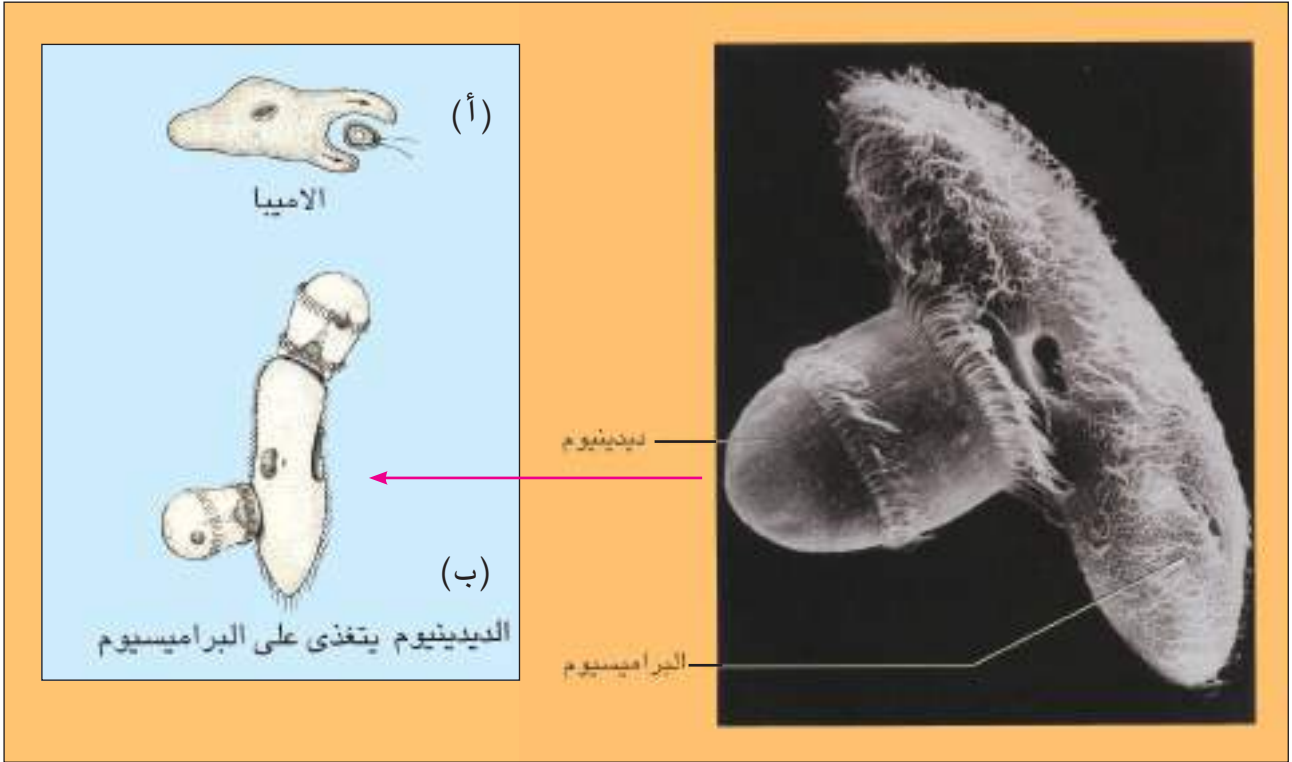 (أ)
الاميبا
(ب)
الديدينيوم يتغذى على البراميسيوم
ديدينيوم
البراميسيوم